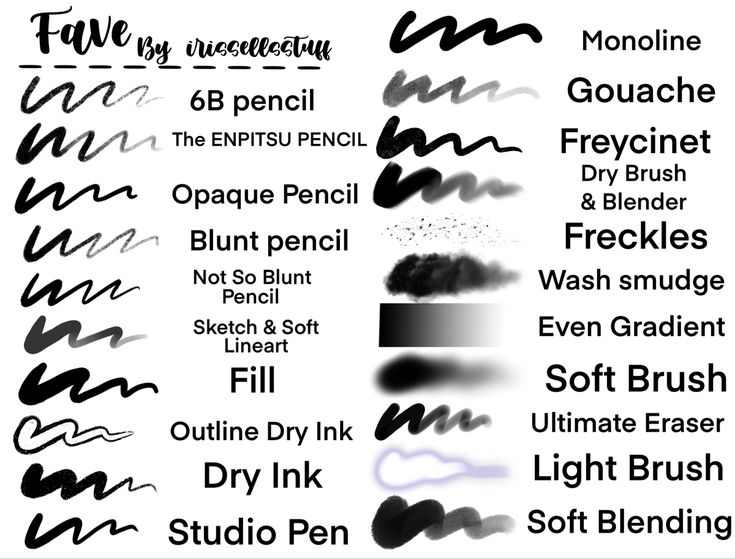 Fave By irissellsstuff
6B pencil
The ENPITSU PENCIL
Opaque Pencil
Blunt pencil
Not So Blunt
Pencil
Sketch & Soft
Lineart
Fill
Outline Dry Ink
Dry Ink
Studio Pen
Monoline
Gouache
Freycinet
Dry Brush
& Blender
Freckles
Wash smudge
Even Gradient
Soft Brush
Ultimate Eraser
Light Brush
Soft Blending